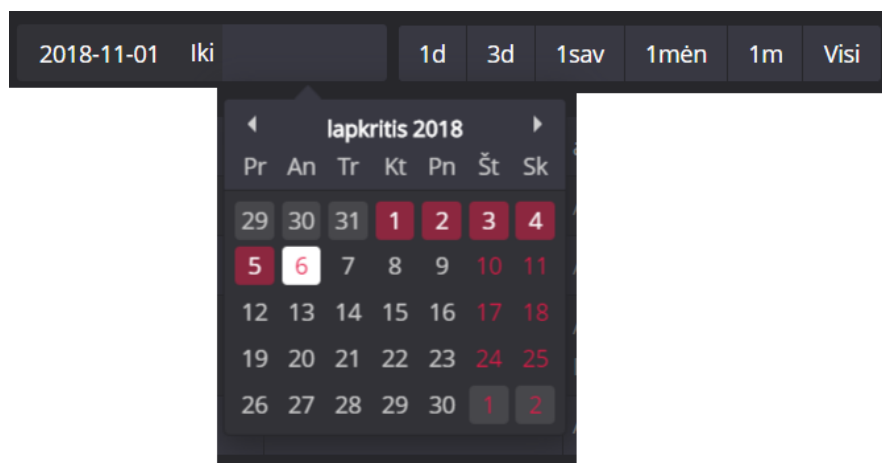 2018-11-01 Iki 1d 3d 1sav 1mėn 1m Visi
lapkritis 2018
Pr An Tr Kt Pn Št Sk
29 30 31 1 2 3 4
5 6 7 8 9 10 11
12 13 14 15 16 17 18
19 20 21 22 23 24 25
26 27 28 29 30 1 2